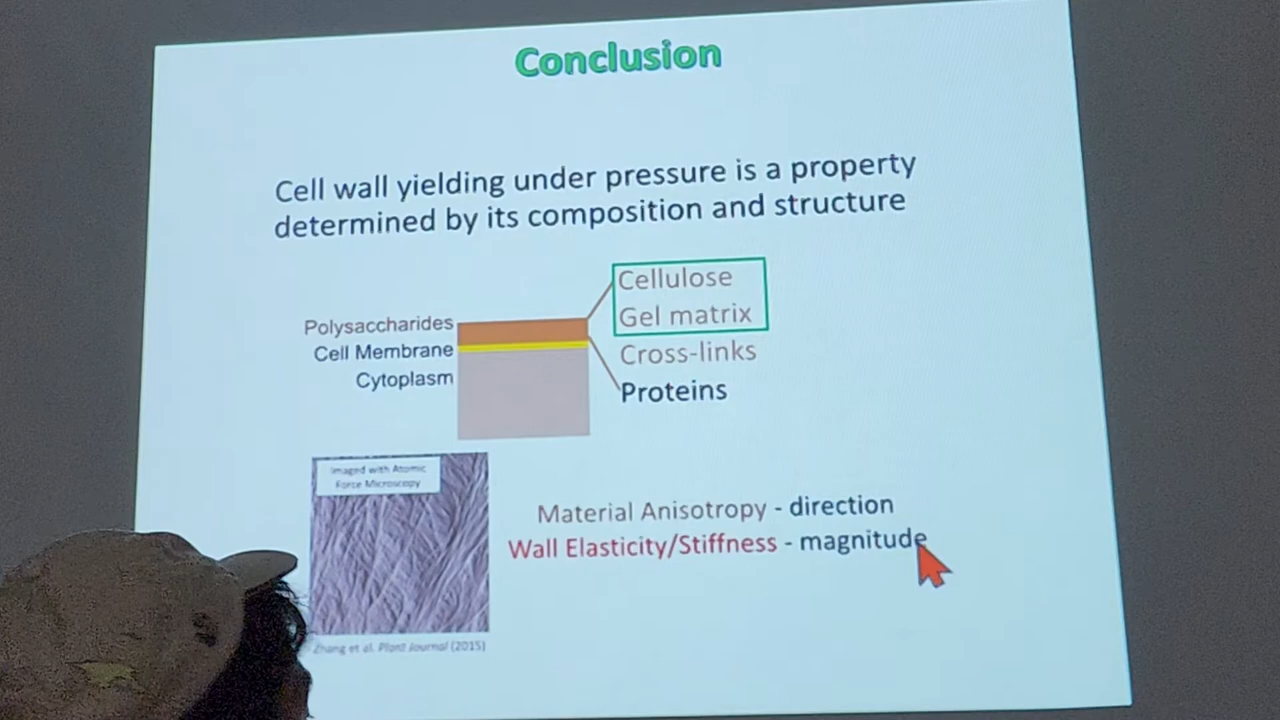 Conclusion
Cell wall yielding under pressure is a property
determined by its composition and structure
Polysaccharides
Cell Membrane
Cytoplasm
Cellulose
Gel matrix
Cross-links
Proteins
Imaged with Atomic
Force Microscopy
Zhang et al. Plant Journal (2015)
Material Anisotropy - direction
Wall Elasticity/Stiffness - magnitude